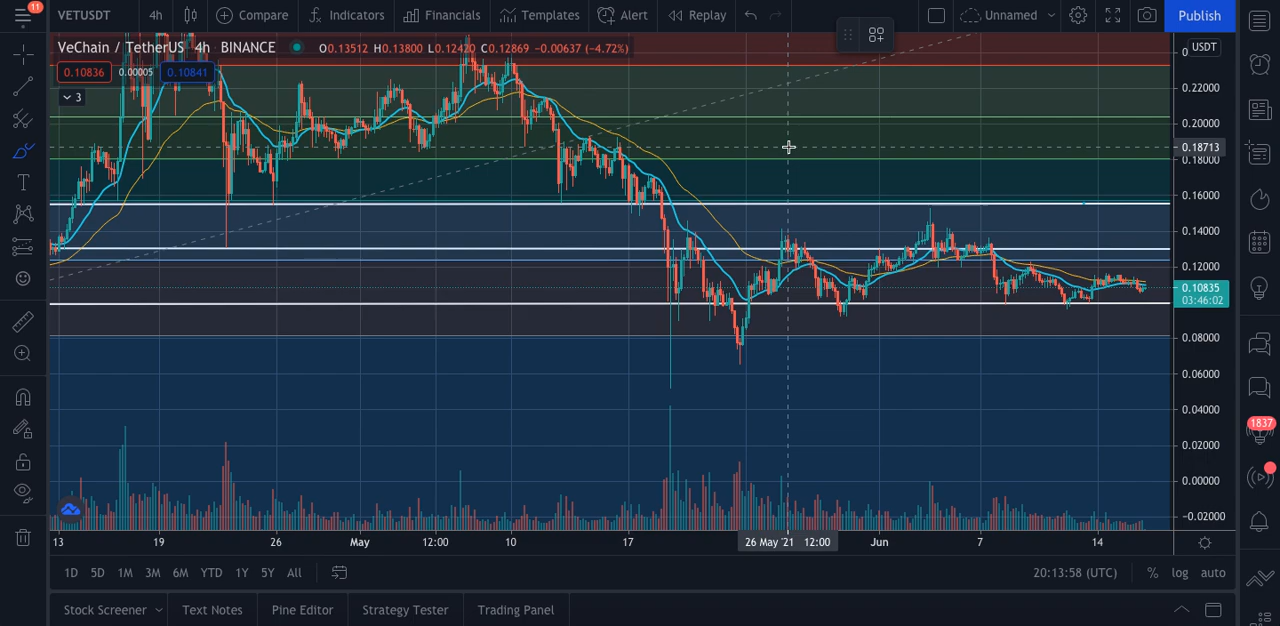 11 VETUSDT 4h Compare Indicators Financials Templates Alert Replay Unnamed Publish
VeChain / TetherUS 4h BINANCE O0.13512 H0.13800 L0.12420 C0.12869 −0.00637 (−4.72%)
USDT
0.10836 0.00005 0.10841
3
0.22000
0.20000
0.18713
0.18000
0.16000
0.14000
0.12000
0.10835
03:46:02
0.08000
0.06000
0.04000
1837
0.02000
0.00000
−0.02000
13 19 26 May 12:00 10 17 26 May '21 12:00 Jun 7 14
1D 5D 1M 3M 6M YTD 1Y 5Y All 20:13:58 (UTC) % log auto
Stock Screener Text Notes Pine Editor Strategy Tester Trading Panel